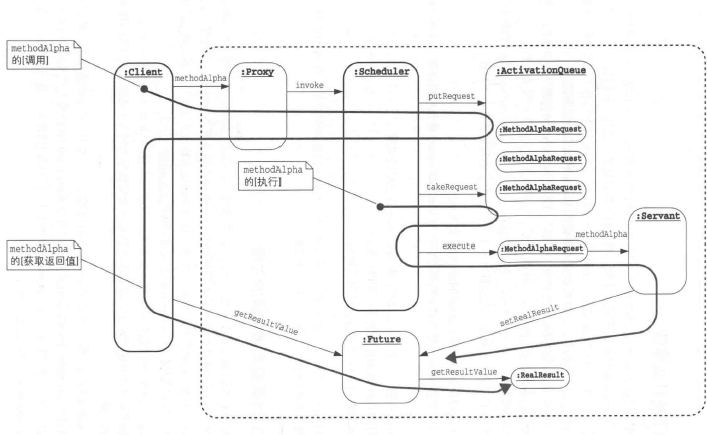 methodAlpha
的[调用]
:Client
methodAlpha
:Proxy
invoke
:Scheduler
putRequest
:ActivationQueue
:MethodAlphaRequest
:MethodAlphaRequest
:MethodAlphaRequest
methodAlpha
的[执行]
takeRequest
:Servant
methodAlpha
execute
:MethodAlphaRequest
methodAlpha
的[获取返回值]
getResultValue
setRealResult
:Future
getResultValue
:RealResult